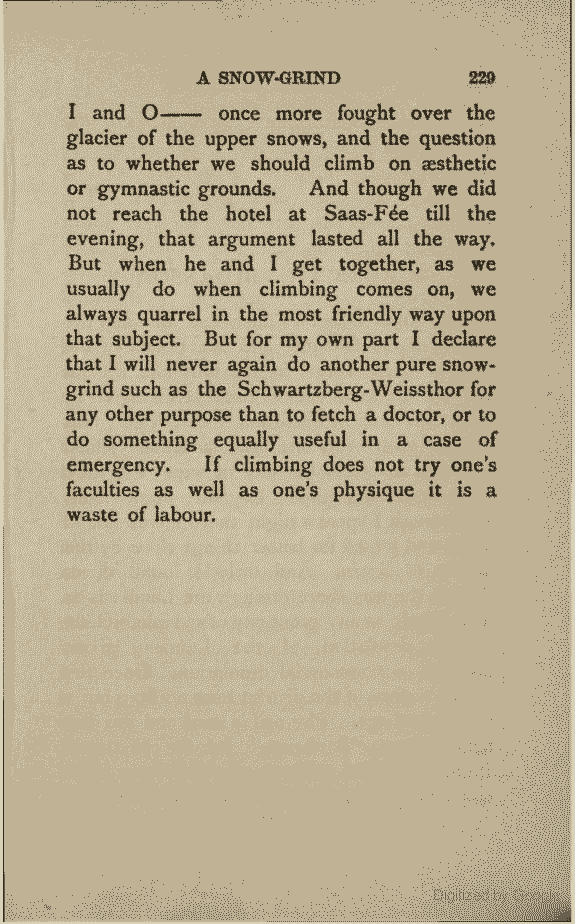 A SNOW-GRIND 229
I and O—— once more fought over the
glacier of the upper snows, and the question
as to whether we should climb on æsthetic
or gymnastic grounds. And though we did
not reach the hotel at Saas-Fée till the
evening, that argument lasted all the way.
But when he and I get together, as we
usually do when climbing comes on, we
always quarrel in the most friendly way upon
that subject. But for my own part I declare
that I will never again do another pure snow-
grind such as the Schwartzberg-Weissthor for
any other purpose than to fetch a doctor, or to
do something equally useful in a case of
emergency. If climbing does not try one's
faculties as well as one's physique it is a
waste of labour.
Digitized by Google